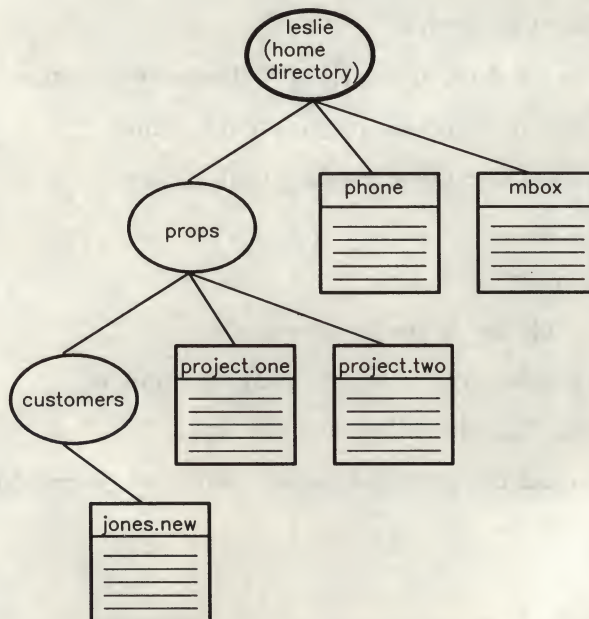 leslie
(home
directory)
phone
mbox
props
project.one
project.two
customers
jones.new